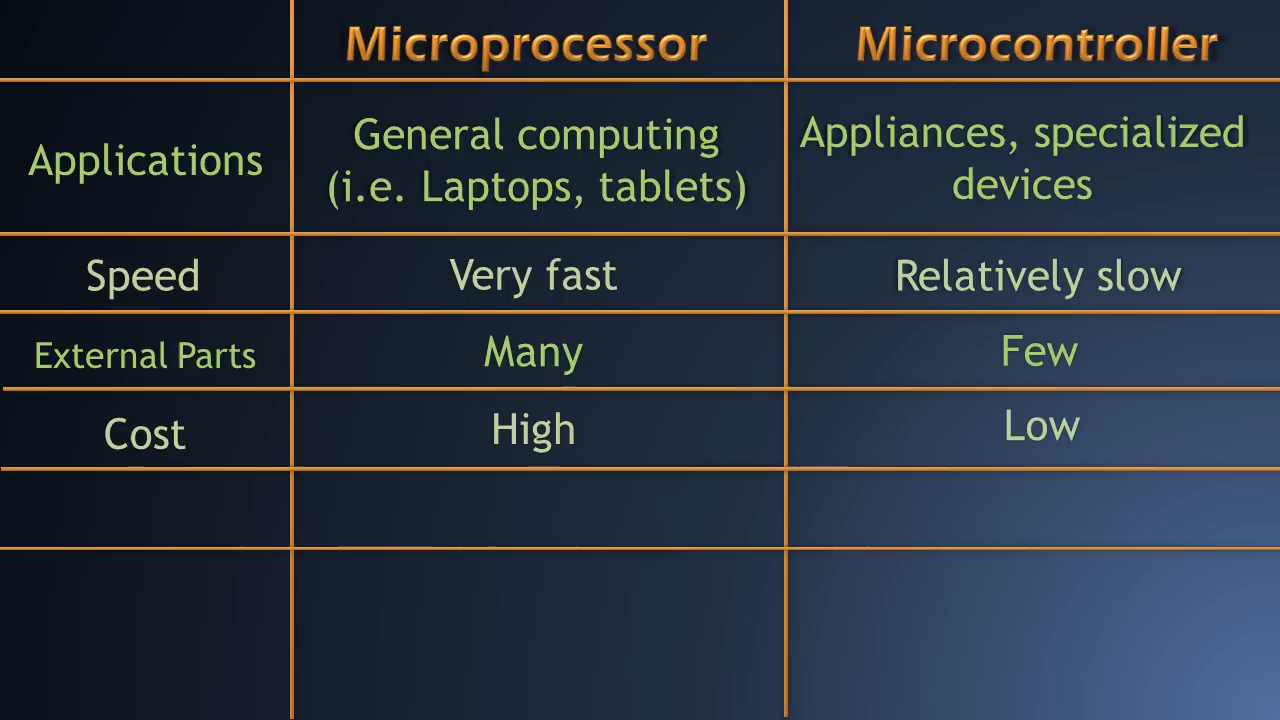 Microprocessor Microcontroller
Applications
General computing
(i.e. Laptops, tablets)
Appliances, specialized
devices
Speed Very fast Relatively slow
External Parts Many Few
Cost High Low